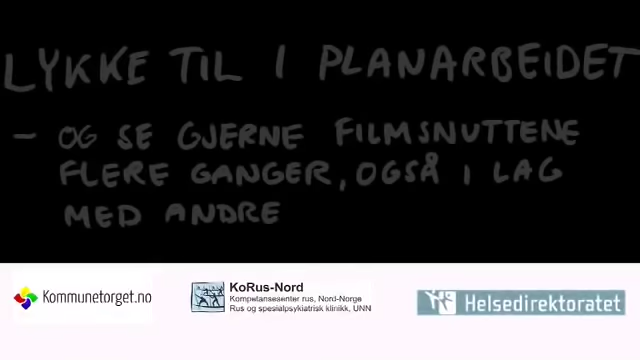 LYKKE TIL I PLANARBEIDET
– OG SE GJERNE FILMSNUTTENE
FLERE GANGER, OGSÅ I LAG
MED ANDRE
Kommunetorget.no
KoRus-Nord
Kompetansesenter rus, Nord-Norge
Rus og spesialpsykiatrisk klinikk, UNN
Helsedirektoratet